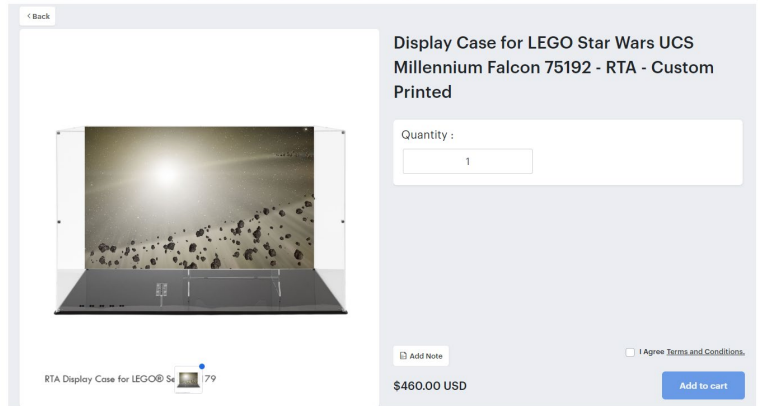 Back
Display Case for LEGO Star Wars UCS
Millennium Falcon 75192 - RTA - Custom
Printed
Quantity :
1
RTA Display Case for LEGO® Se 179
Add Note
I Agree Terms and Conditions.
$460.00 USD
Add to cart